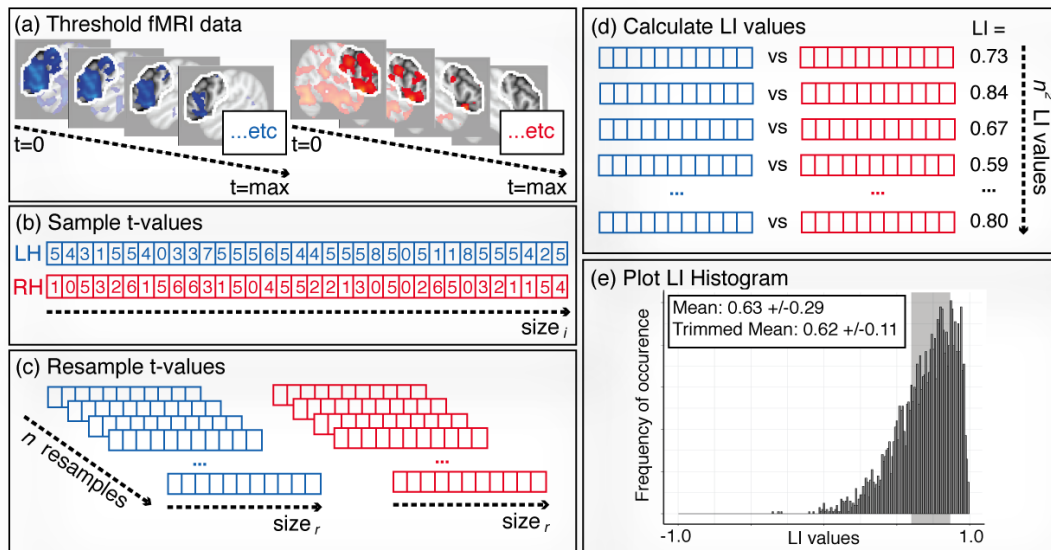 (a) Threshold fMRI data
...etc
...etc
t=0
t=max
t=0
t=max
(b) Sample t-values
LH 5 4 3 1 5 5 4 0 3 3 7 5 5 5 6 5 4 4 5 5 5 8 5 0 5 1 1 8 5 5 5 4 2 5
RH 1 0 5 3 2 6 1 5 6 6 3 1 5 0 4 5 5 2 2 1 3 0 5 0 2 6 5 0 3 2 1 1 5 4
size i
(c) Resample t-values
n resamples
... ...
size r
size r
(d) Calculate LI values
LI =
vs 0.73
vs 0.84
vs 0.67
vs 0.59
... ... ...
vs 0.80
n² LI values
(e) Plot LI Histogram
Mean: 0.63 +/-0.29
Trimmed Mean: 0.62 +/-0.11
Frequency of occurence
-1.0 LI values 1.0